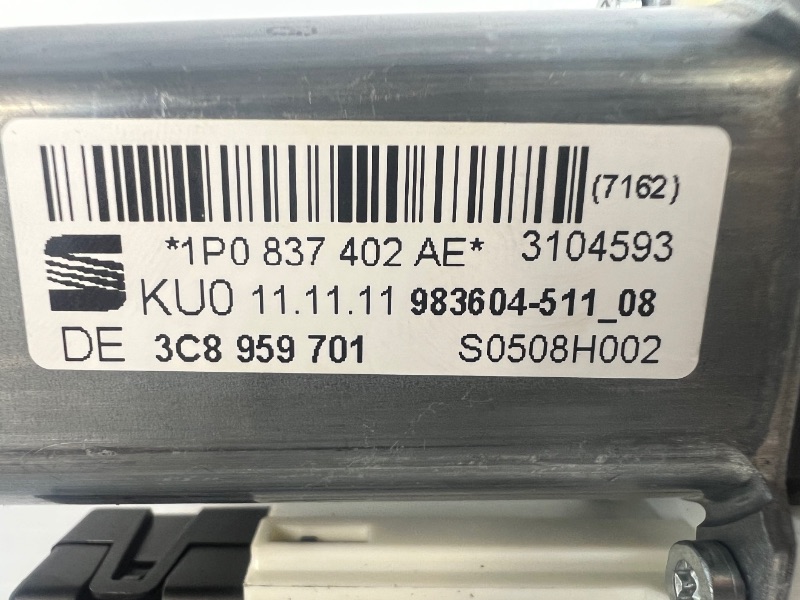 (7162)
*1P0 837 402 AE* 3104593
KU0 11.11.11 983604-511_08
DE 3C8 959 701 S0508H002